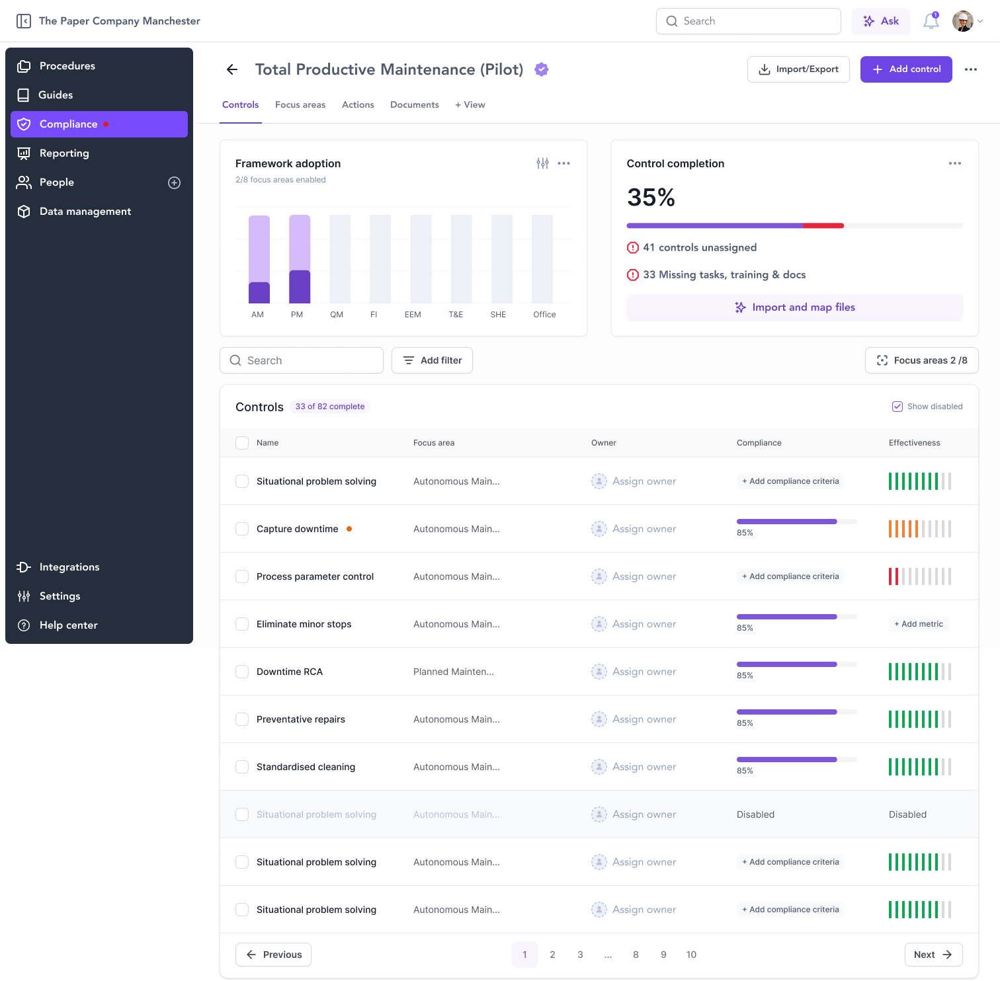 The Paper Company Manchester
Search
Ask
1
Procedures
Guides
Compliance
Reporting
People
Data management
Integrations
Settings
Help center
Total Productive Maintenance (Pilot)
Import/Export
+ Add control
Controls
Focus areas
Actions
Documents
+ View
Framework adoption
2/8 focus areas enabled
AM PM QM FI EEM T&E SHE Office
Control completion
35%
41 controls unassigned
33 Missing tasks, training & docs
Import and map files
Search
Add filter
Focus areas 2 /8
Controls
33 of 82 complete
Show disabled
Name Focus area Owner Compliance Effectiveness
Situational problem solving Autonomous Main... Assign owner + Add compliance criteria
Capture downtime Autonomous Main... Assign owner 85%
Process parameter control Autonomous Main... Assign owner + Add compliance criteria
Eliminate minor stops Autonomous Main... Assign owner 85% + Add metric
Downtime RCA Planned Mainten... Assign owner 85%
Preventative repairs Autonomous Main... Assign owner 85%
Standardised cleaning Autonomous Main... Assign owner 85%
Situational problem solving Autonomous Main... Assign owner Disabled Disabled
Situational problem solving Autonomous Main... Assign owner + Add compliance criteria
Situational problem solving Autonomous Main... Assign owner + Add compliance criteria
Previous 1 2 3 ... 8 9 10 Next